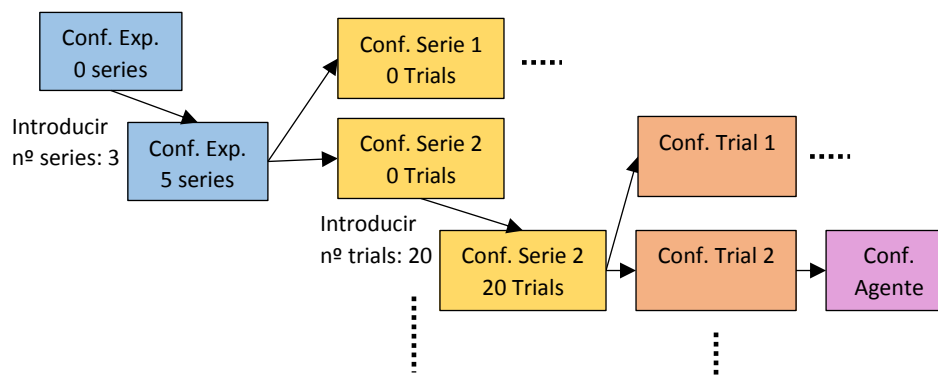 Conf. Exp.
0 series
Introducir
nº series: 3
Conf. Exp.
5 series
Conf. Serie 1
0 Trials
Conf. Serie 2
0 Trials
Introducir
nº trials: 20
Conf. Serie 2
20 Trials
Conf. Trial 1
Conf. Trial 2
Conf.
Agente